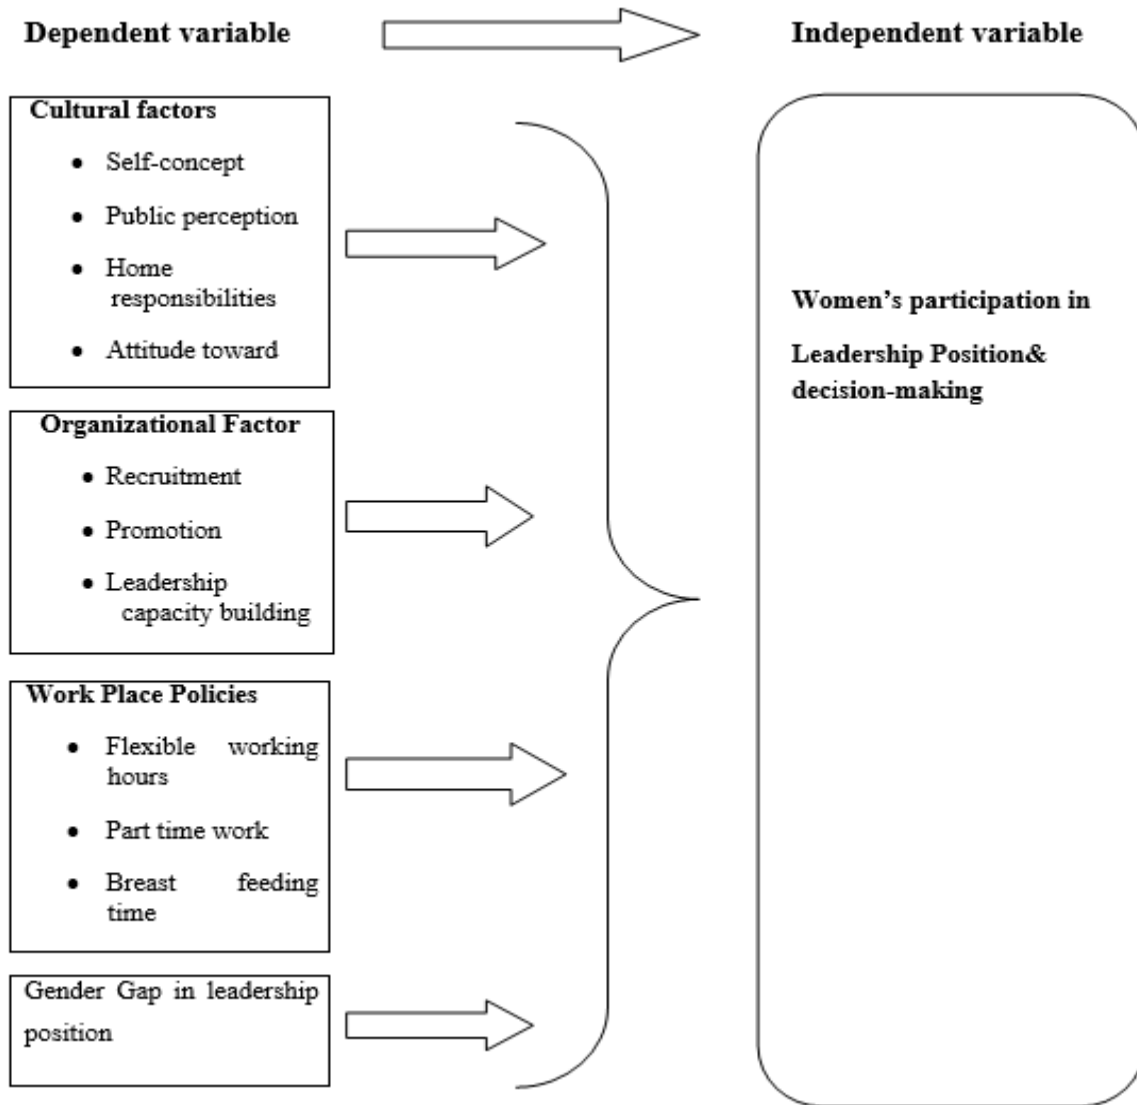 Dependent variable
Independent variable
Cultural factors
● Self-concept
● Public perception
● Home
responsibilities
● Attitude toward
Organizational Factor
● Recruitment
● Promotion
● Leadership
capacity building
Work Place Policies
● Flexible working
hours
● Part time work
● Breast feeding
time
Gender Gap in leadership
position
Women’s participation in
Leadership Position&
decision-making